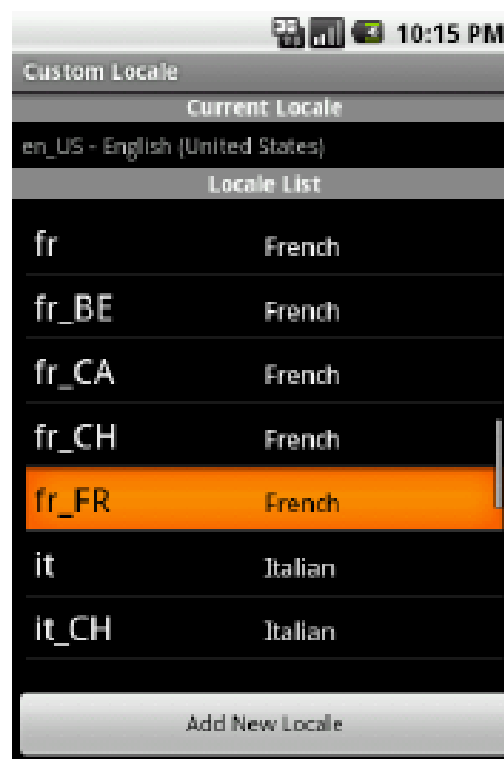 10:15 PM
Custom Locale
Current Locale
en_US - English (United States)
Locale List
fr French
fr_BE French
fr_CA French
fr_CH French
fr_FR French
it Italian
it_CH Italian
Add New Locale